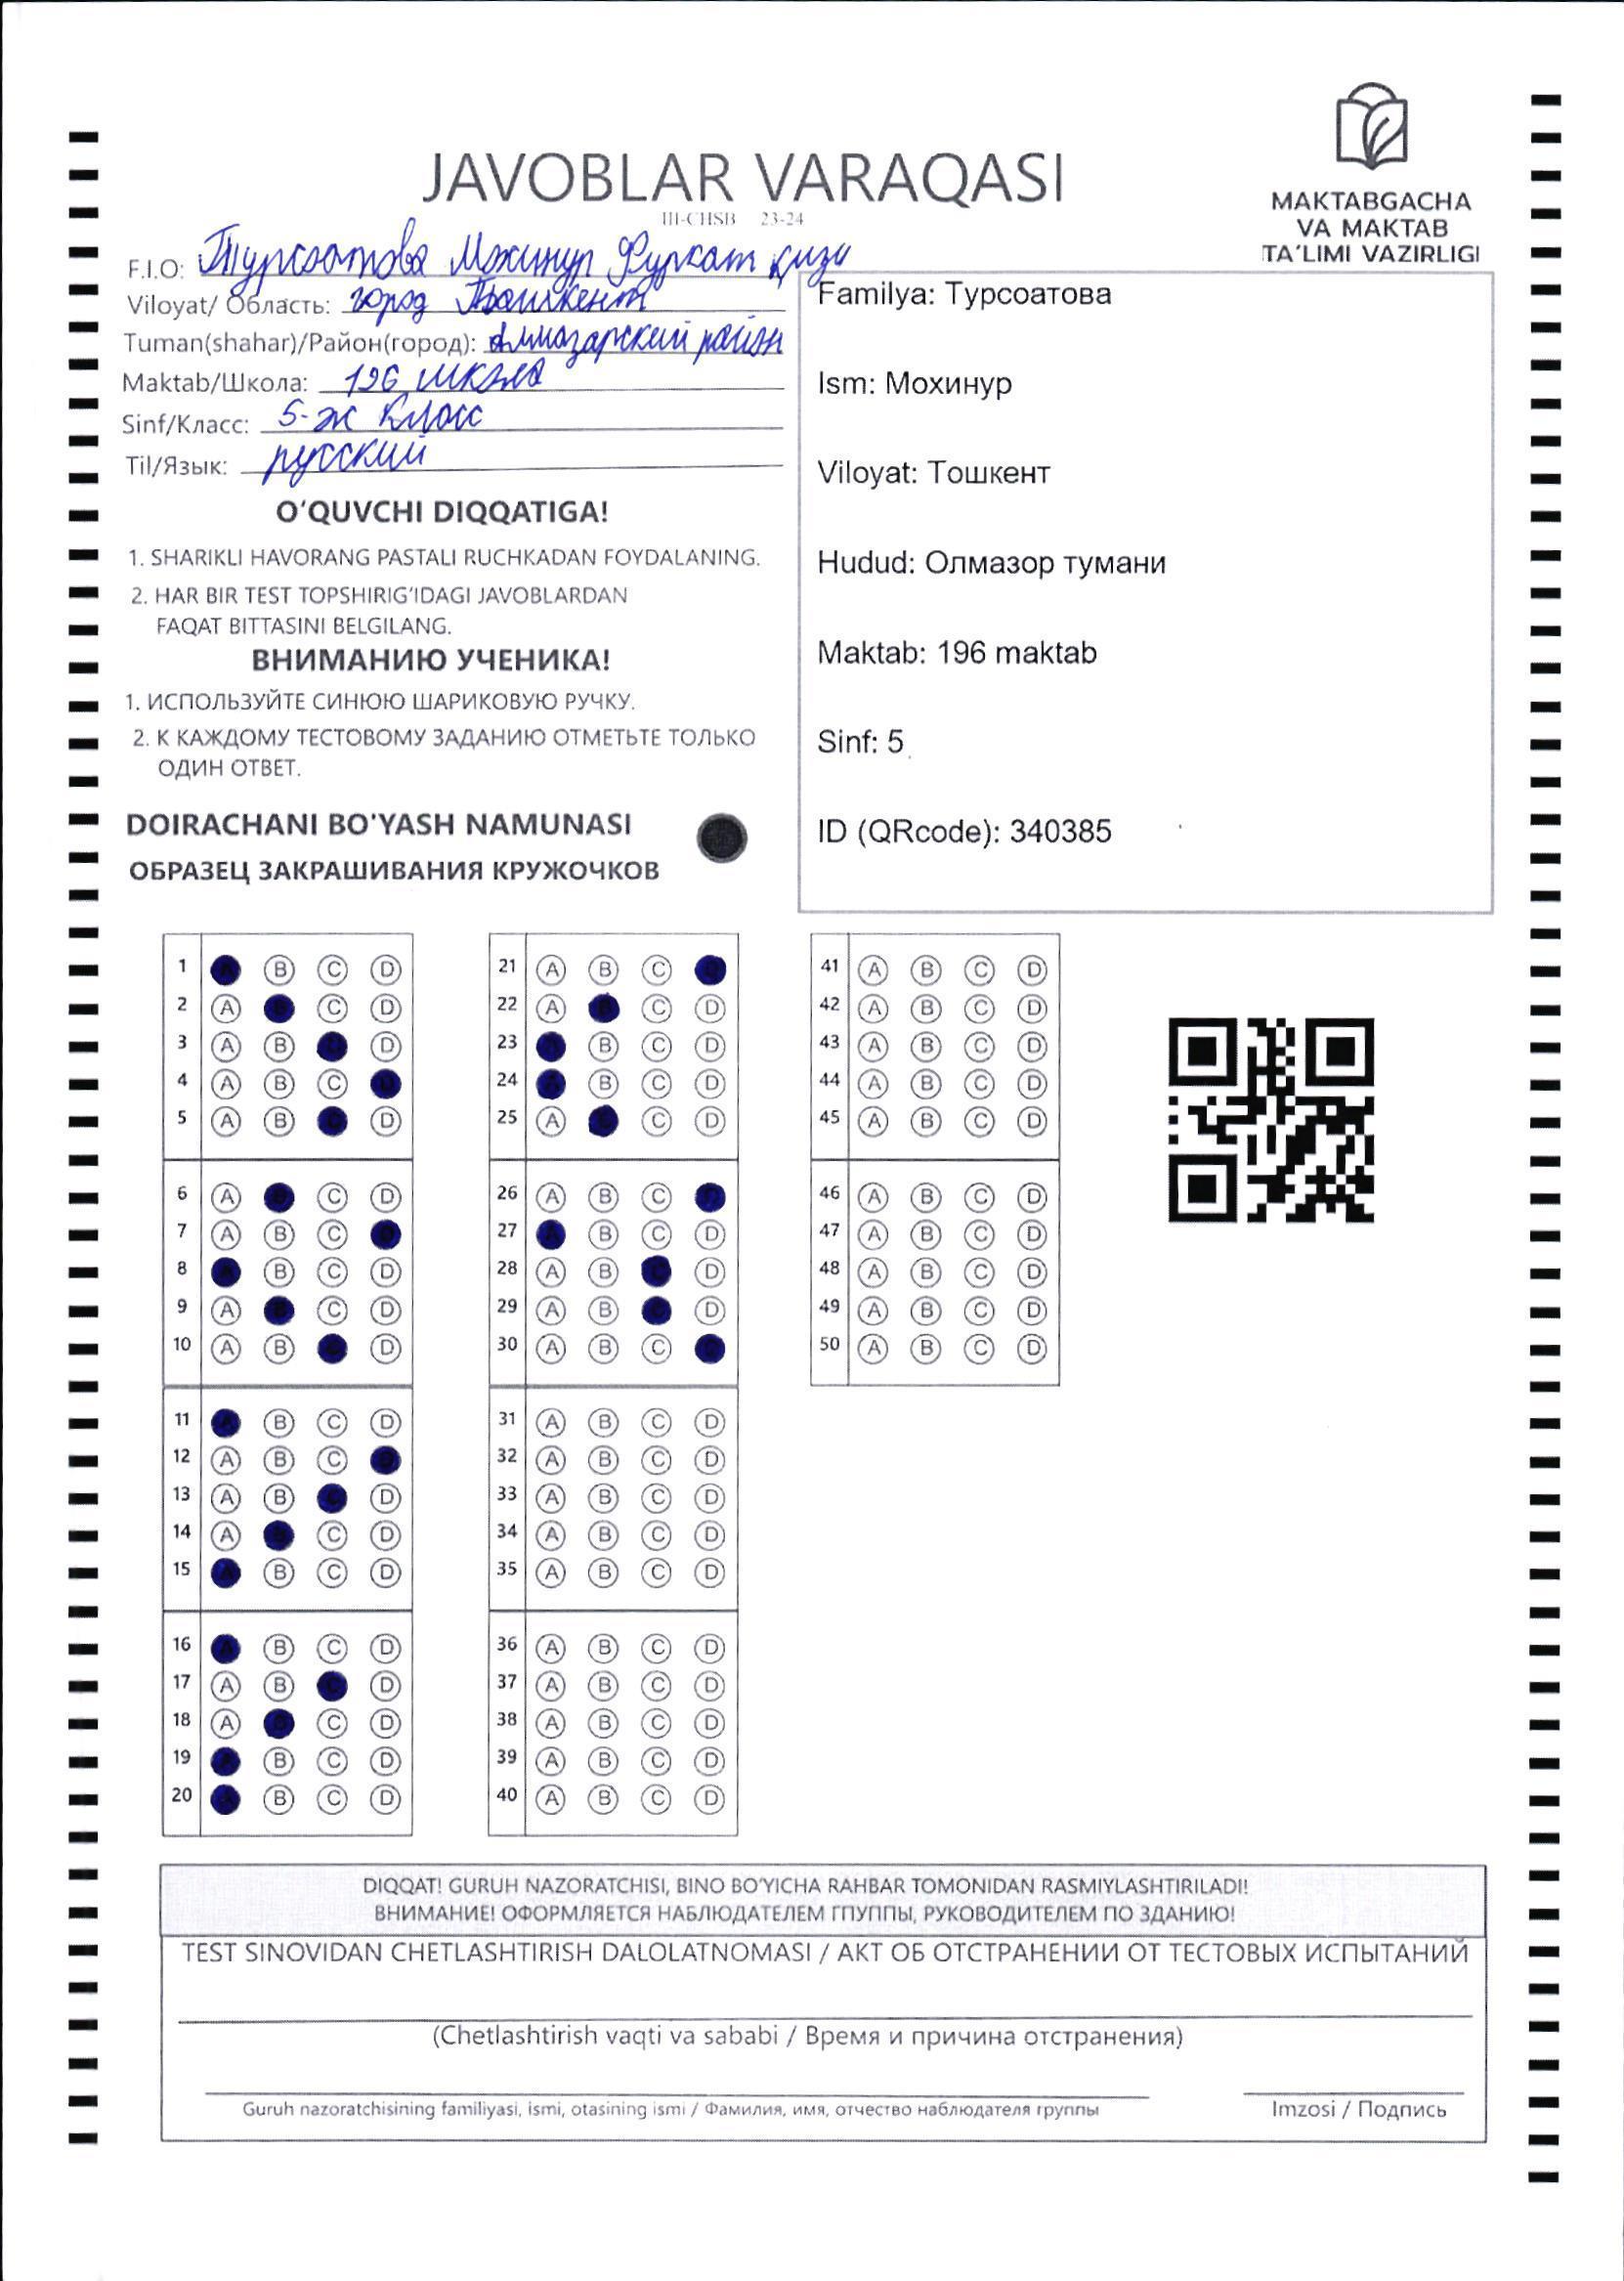 JAVOBLAR VARAQASI
III-CHSB 23-24
MAKTABGACHA
VA MAKTAB
TA'LIMI VAZIRLIGI
F.I.O: Турсоатова Мохинур Фуркат қизи
Viloyat/ Область: город Ташкент
Tuman(shahar)/Район(город): Алмазарский район
Maktab/Школа: 196 школа
Sinf/Класс: 5-ж класс
Til/Язык: русский
Familya: Турсоатова
Ism: Мохинур
Viloyat: Тошкент
Hudud: Олмазор тумани
Maktab: 196 maktab
Sinf: 5
ID (QRcode): 340385
O'QUVCHI DIQQATIGA!
1. SHARIKLI HAVORANG PASTALI RUCHKADAN FOYDALANING.
2. HAR BIR TEST TOPSHIRIG'IDAGI JAVOBLARDAN
FAQAT BITTASINI BELGILANG.
ВНИМАНИЮ УЧЕНИКА!
1. ИСПОЛЬЗУЙТЕ СИНЮЮ ШАРИКОВУЮ РУЧКУ.
2. К КАЖДОМУ ТЕСТОВОМУ ЗАДАНИЮ ОТМЕТЬТЕ ТОЛЬКО
ОДИН ОТВЕТ.
DOIRACHANI BO'YASH NAMUNASI
ОБРАЗЕЦ ЗАКРАШИВАНИЯ КРУЖОЧКОВ
1 A B C D
2 A C D
3 A B D
4 A B C
5 A B D
6 A C D
7 A B C
8 B C D
9 A B C D
10 A B D
11 A B C D
12 A B C
13 A B D
14 A C D
15 A B C D
16 A B C D
17 A B C D
18 A C D
19 B C D
20 A B C D
21 A B C
22 A C D
23 B C D
24 B C D
25 A C D
26 A B C
27 B C D
28 A B C D
29 A B C D
30 A B C
31 A B C D
32 A B C D
33 A B C D
34 A B C D
35 A B C D
36 A B C D
37 A B C D
38 A B C D
39 A B C D
40 A B C D
41 A B C D
42 A B C D
43 A B C D
44 A B C D
45 A B C D
46 A B C D
47 A B C D
48 A B C D
49 A B C D
50 A B C D
DIQQAT! GURUH NAZORATCHISI, BINO BO'YICHA RAHBAR TOMONIDAN RASMIYLASHTIRILADI!
ВНИМАНИЕ! ОФОРМЛЯЕТСЯ НАБЛЮДАТЕЛЕМ ГПУППЫ, РУКОВОДИТЕЛЕМ ПО ЗДАНИЮ!
TEST SINOVIDAN CHETLASHTIRISH DALOLATNOMASI / АКТ ОБ ОТСТРАНЕНИИ ОТ ТЕСТОВЫХ ИСПЫТАНИЙ
(Chetlashtirish vaqti va sababi / Время и причина отстранения)
Guruh nazoratchisining familiyasi, ismi, otasining ismi / Фамилия, имя, отчество наблюдателя группы
Imzosi / Подпись